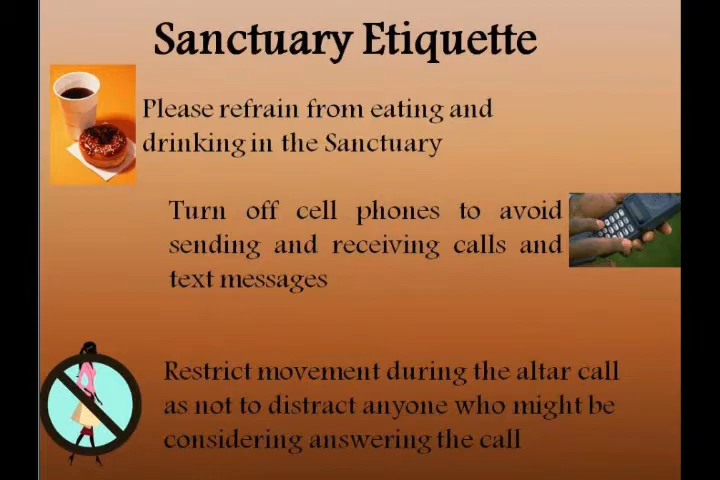 Sanctuary Etiquette
Please refrain from eating and
drinking in the Sanctuary
Turn off cell phones to avoid
sending and receiving calls and
text messages
Restrict movement during the altar call
as not to distract anyone who might be
considering answering the call